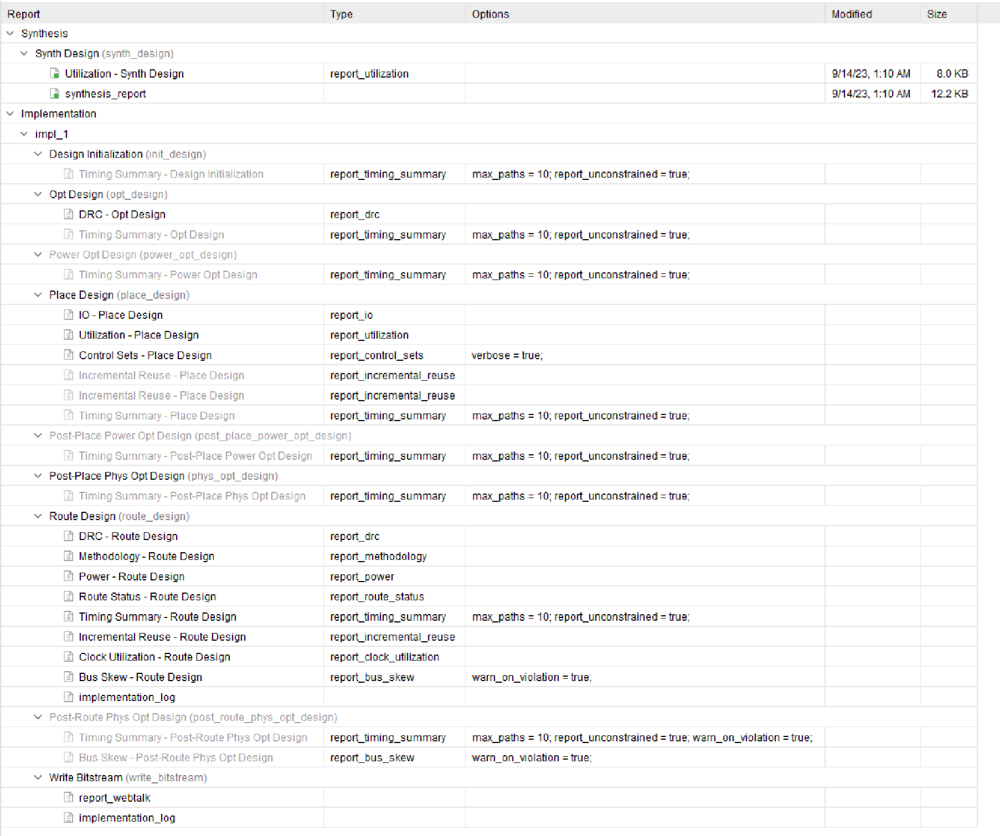 Report Type Options Modified Size
Synthesis
Synth Design (synth_design)
Utilization - Synth Design report_utilization 9/14/23, 1:10 AM 8.0 KB
synthesis_report 9/14/23, 1:10 AM 12.2 KB
Implementation
impl_1
Design Initialization (init_design)
Timing Summary - Design Initialization report_timing_summary max_paths = 10; report_unconstrained = true;
Opt Design (opt_design)
DRC - Opt Design report_drc
Timing Summary - Opt Design report_timing_summary max_paths = 10; report_unconstrained = true;
Power Opt Design (power_opt_design)
Timing Summary - Power Opt Design report_timing_summary max_paths = 10; report_unconstrained = true;
Place Design (place_design)
IO - Place Design report_io
Utilization - Place Design report_utilization
Control Sets - Place Design report_control_sets verbose = true;
Incremental Reuse - Place Design report_incremental_reuse
Incremental Reuse - Place Design report_incremental_reuse
Timing Summary - Place Design report_timing_summary max_paths = 10; report_unconstrained = true;
Post-Place Power Opt Design (post_place_power_opt_design)
Timing Summary - Post-Place Power Opt Design report_timing_summary max_paths = 10; report_unconstrained = true;
Post-Place Phys Opt Design (phys_opt_design)
Timing Summary - Post-Place Phys Opt Design report_timing_summary max_paths = 10; report_unconstrained = true;
Route Design (route_design)
DRC - Route Design report_drc
Methodology - Route Design report_methodology
Power - Route Design report_power
Route Status - Route Design report_route_status
Timing Summary - Route Design report_timing_summary max_paths = 10; report_unconstrained = true;
Incremental Reuse - Route Design report_incremental_reuse
Clock Utilization - Route Design report_clock_utilization
Bus Skew - Route Design report_bus_skew warn_on_violation = true;
implementation_log
Post-Route Phys Opt Design (post_route_phys_opt_design)
Timing Summary - Post-Route Phys Opt Design report_timing_summary max_paths = 10; report_unconstrained = true; warn_on_violation = true;
Bus Skew - Post-Route Phys Opt Design report_bus_skew warn_on_violation = true;
Write Bitstream (write_bitstream)
report_webtalk
implementation_log